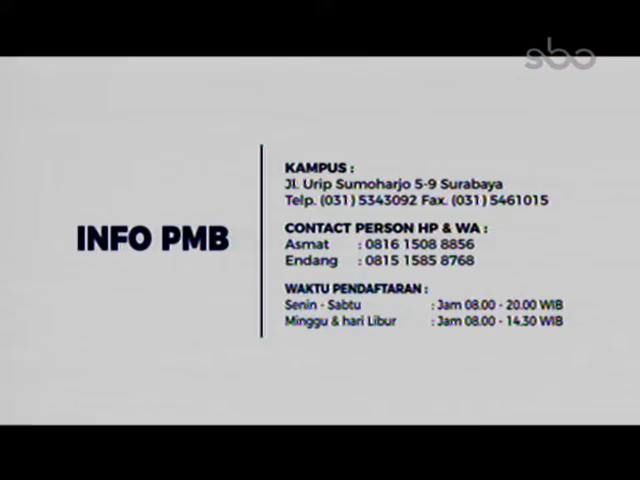 sbo
INFO PMB
KAMPUS :
Jl. Urip Sumoharjo 5-9 Surabaya
Telp. (031) 5343092 Fax. (031) 5461015
CONTACT PERSON HP & WA :
Asmat : 0816 1508 8856
Endang : 0815 1585 8768
WAKTU PENDAFTARAN :
Senin - Sabtu : Jam 08.00 - 20.00 WIB
Minggu & hari Libur : Jam 08.00 - 14.30 WIB